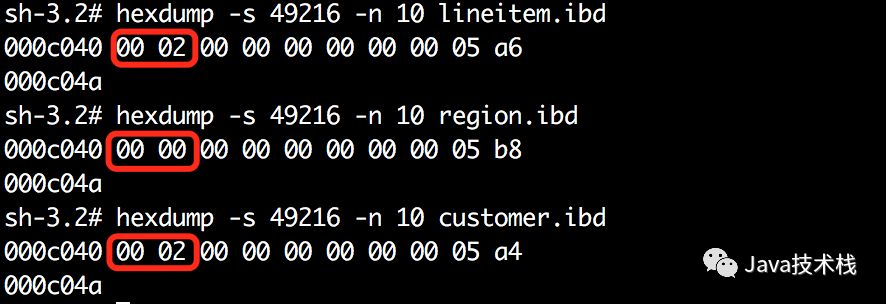 sh-3.2# hexdump -s 49216 -n 10 lineitem.ibd
000c040 00 02 00 00 00 00 00 00 05 a6
000c04a
sh-3.2# hexdump -s 49216 -n 10 region.ibd
000c040 00 00 00 00 00 00 00 00 05 b8
000c04a
sh-3.2# hexdump -s 49216 -n 10 customer.ibd
000c040 00 02 00 00 00 00 00 00 05 a4
000c04a
Java技术栈